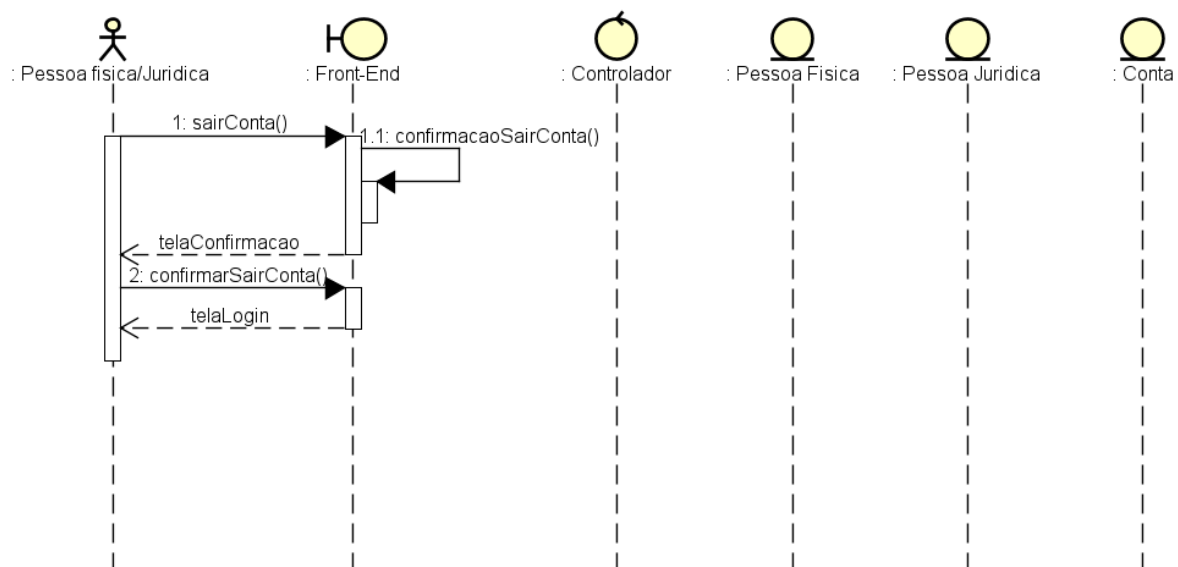 : Pessoa fisica/Juridica
: Front-End
: Controlador
: Pessoa Fisica
: Pessoa Juridica
: Conta
1: sairConta()
1.1: confirmacaoSairConta()
telaConfirmacao
2: confirmarSairConta()
telaLogin